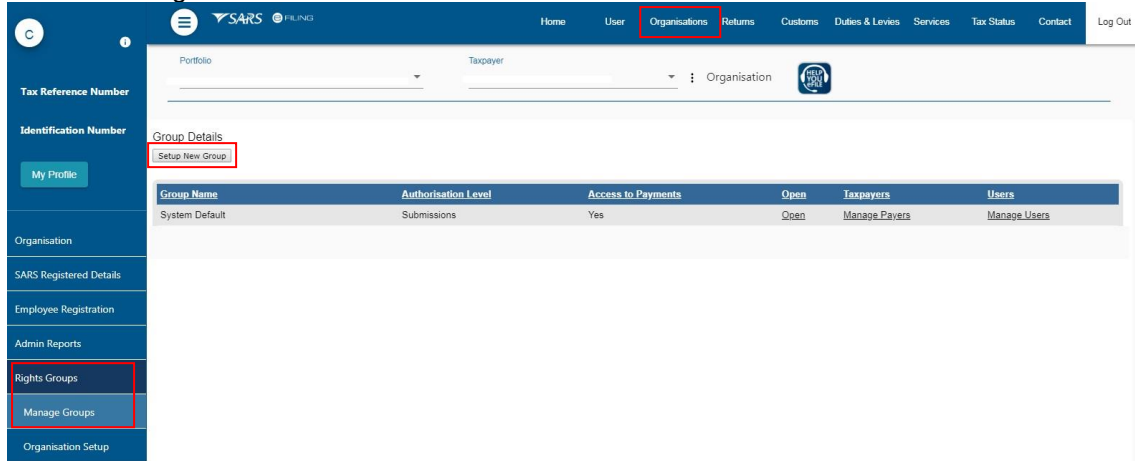 C
SARS eFILING
Home User Organisations Returns Customs Duties & Levies Services Tax Status Contact Log Out
Tax Reference Number
Identification Number
My Profile
Organisation
SARS Registered Details
Employee Registration
Admin Reports
Rights Groups
Manage Groups
Organisation Setup
Portfolio Taxpayer
Organisation
HELP YOU eFILE
Group Details
Setup New Group
Group Name Authorisation Level Access to Payments Open Taxpayers Users
System Default Submissions Yes Open Manage Payers Manage Users